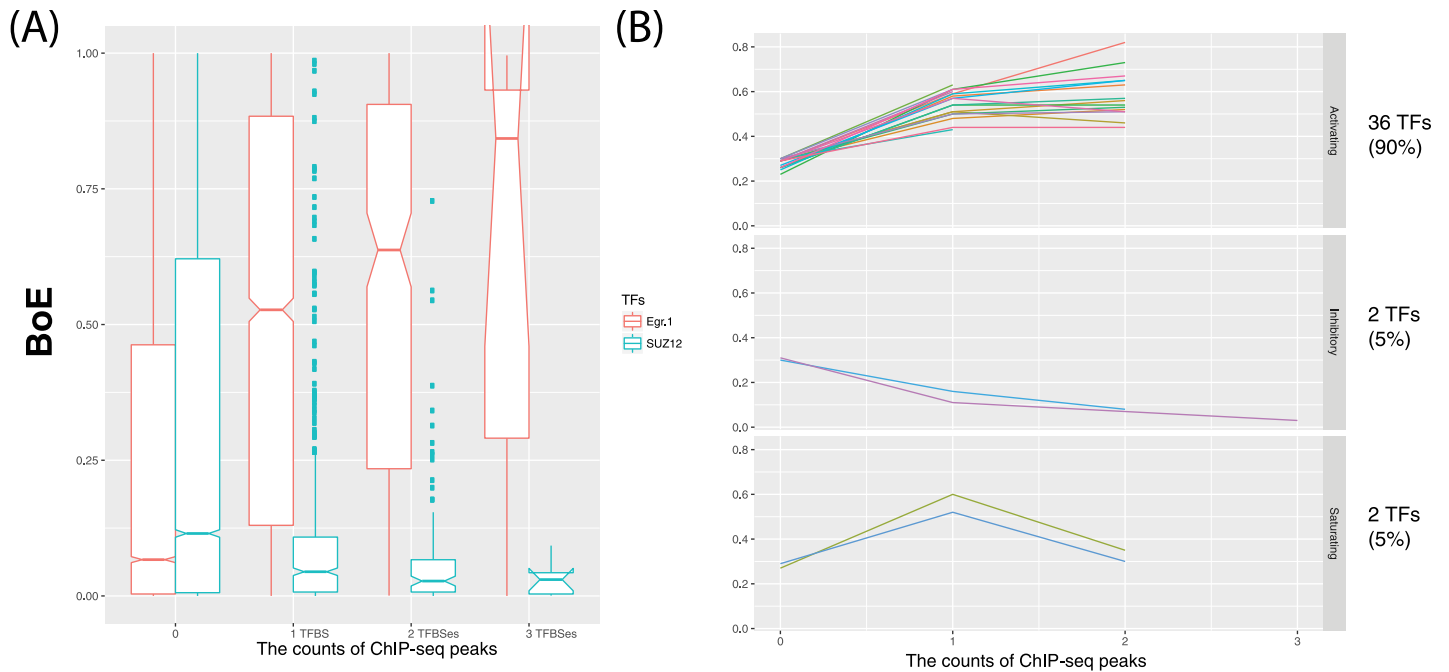 (A)
BoE
1.00
0.75
0.50
0.25
0.00
0
1 TFBS
2 TFBSes
3 TFBSes
The counts of ChIP-seq peaks
TFs
Egr.1
SUZ12
(B)
0.8
0.6
0.4
0.2
0.0
Activating
36 TFs
(90%)
0.8
0.6
0.4
0.2
0.0
Inhibitory
2 TFs
(5%)
0.8
0.6
0.4
0.2
0.0
Saturating
2 TFs
(5%)
0
1
2
3
The counts of ChIP-seq peaks